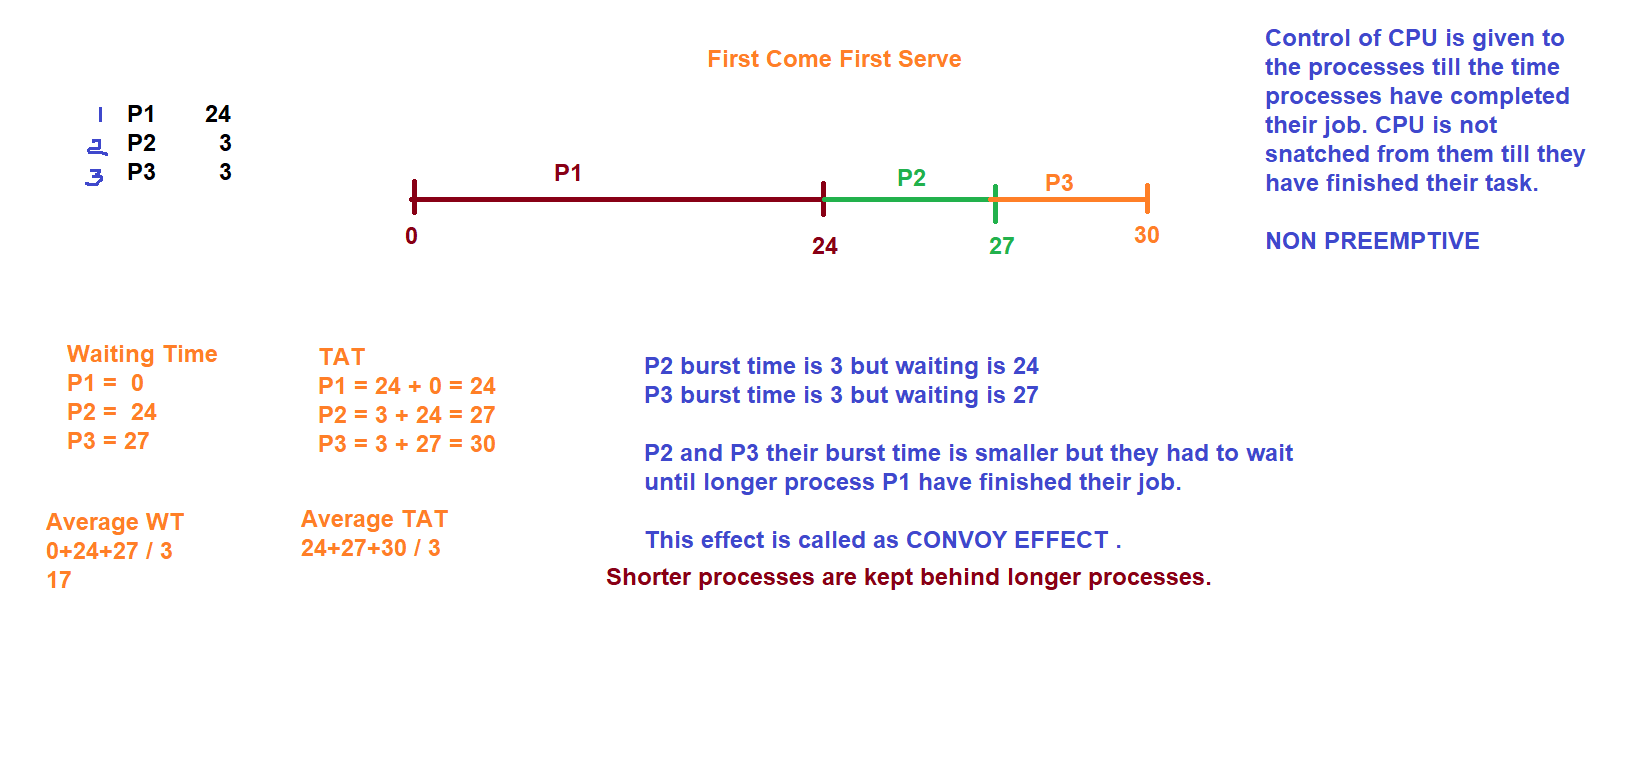 First Come First Serve
1 P1 24
2 P2 3
3 P3 3
P1 P2 P3
0 24 27 30
Control of CPU is given to
the processes till the time
processes have completed
their job. CPU is not
snatched from them till they
have finished their task.
NON PREEMPTIVE
Waiting Time
P1 = 0
P2 = 24
P3 = 27
TAT
P1 = 24 + 0 = 24
P2 = 3 + 24 = 27
P3 = 3 + 27 = 30
Average WT
0+24+27 / 3
17
Average TAT
24+27+30 / 3
P2 burst time is 3 but waiting is 24
P3 burst time is 3 but waiting is 27
P2 and P3 their burst time is smaller but they had to wait
until longer process P1 have finished their job.
This effect is called as CONVOY EFFECT .
Shorter processes are kept behind longer processes.